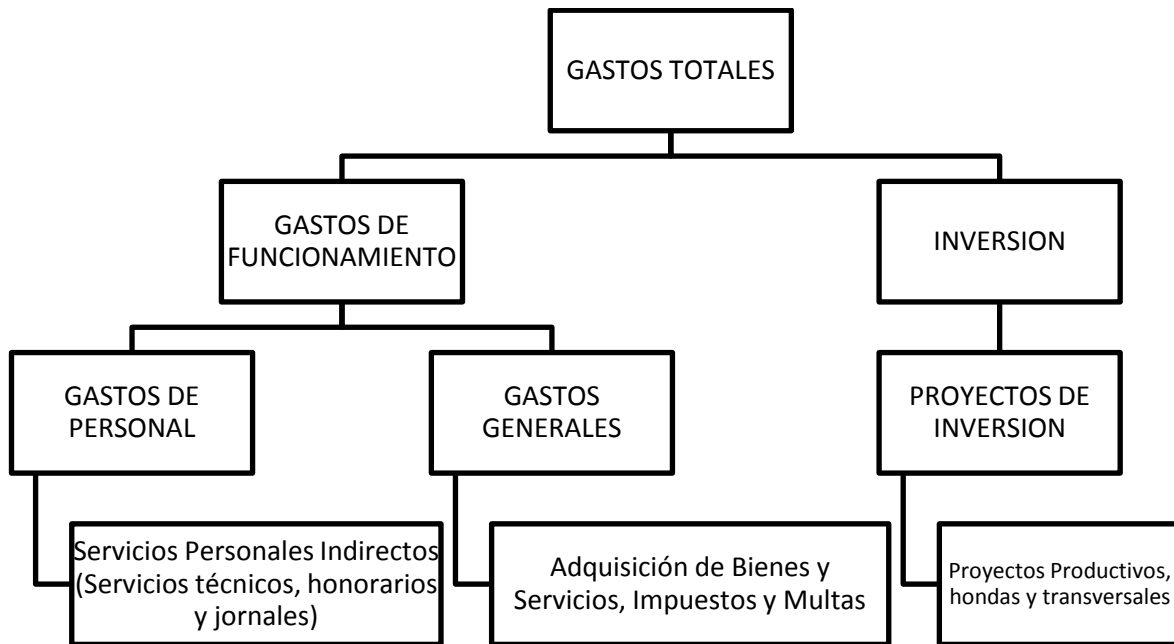 GASTOS TOTALES
GASTOS DE
FUNCIONAMIENTO
INVERSION
GASTOS DE
PERSONAL
GASTOS
GENERALES
PROYECTOS DE
INVERSION
Servicios Personales Indirectos
(Servicios técnicos, honorarios
y jornales)
Adquisición de Bienes y
Servicios, Impuestos y Multas
Proyectos Productivos,
hondas y transversales